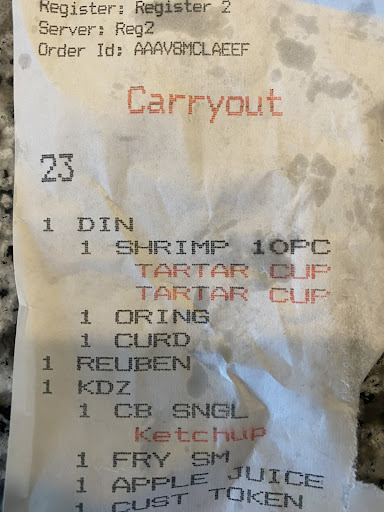 Register: Register 2
Server: Reg2
Order Id: AAAV8MCLAEEF
Carryout
23
1 DIN
1 SHRIMP 10PC
TARTAR CUP
TARTAR CUP
1 ORING
1 CURD
1 REUBEN
1 KDZ
1 CB SNGL
Ketchup
1 FRY SM
1 APPLE JUICE
1 CUST TOKEN